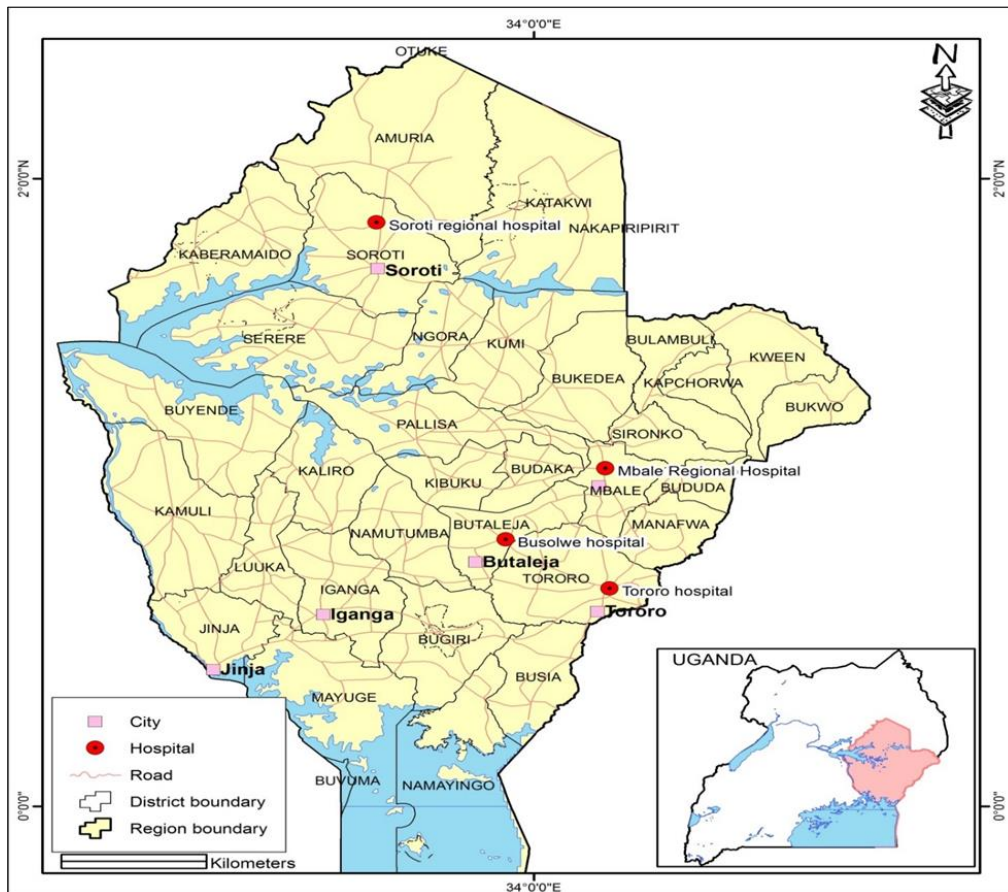 34°0'0"E
OTUKE
N
AMURIA
2°0'0"N
2°0'0"N
KATAKWI
Soroti regional hospital
NAKAPIRIPIRIT
KABERAMAIDO
SOROTI
Soroti
SERERE
NGORA
KUMI
BULAMBULI
KWEEN
BUKEDEA
KAPCHORWA
BUYENDE
BUKWO
PALLISA
SIRONKO
KALIRO
BUDAKA
Mbale Regional Hospital
KIBUKU
MBALE
BUDUDA
KAMULI
NAMUTUMBA
BUTALEJA
MANAFWA
Busolwe hospital
LUUKA
Butaleja
TORORO
IGANGA
Tororo hospital
Iganga
Tororo
JINJA
BUGIRI
Jinja
BUSIA
MAYUGE
UGANDA
City
Hospital
Road
BUVUMA
NAMAYINGO
District boundary
0°0'0"
0°0'0"
Region boundary
Kilometers
34°0'0"E